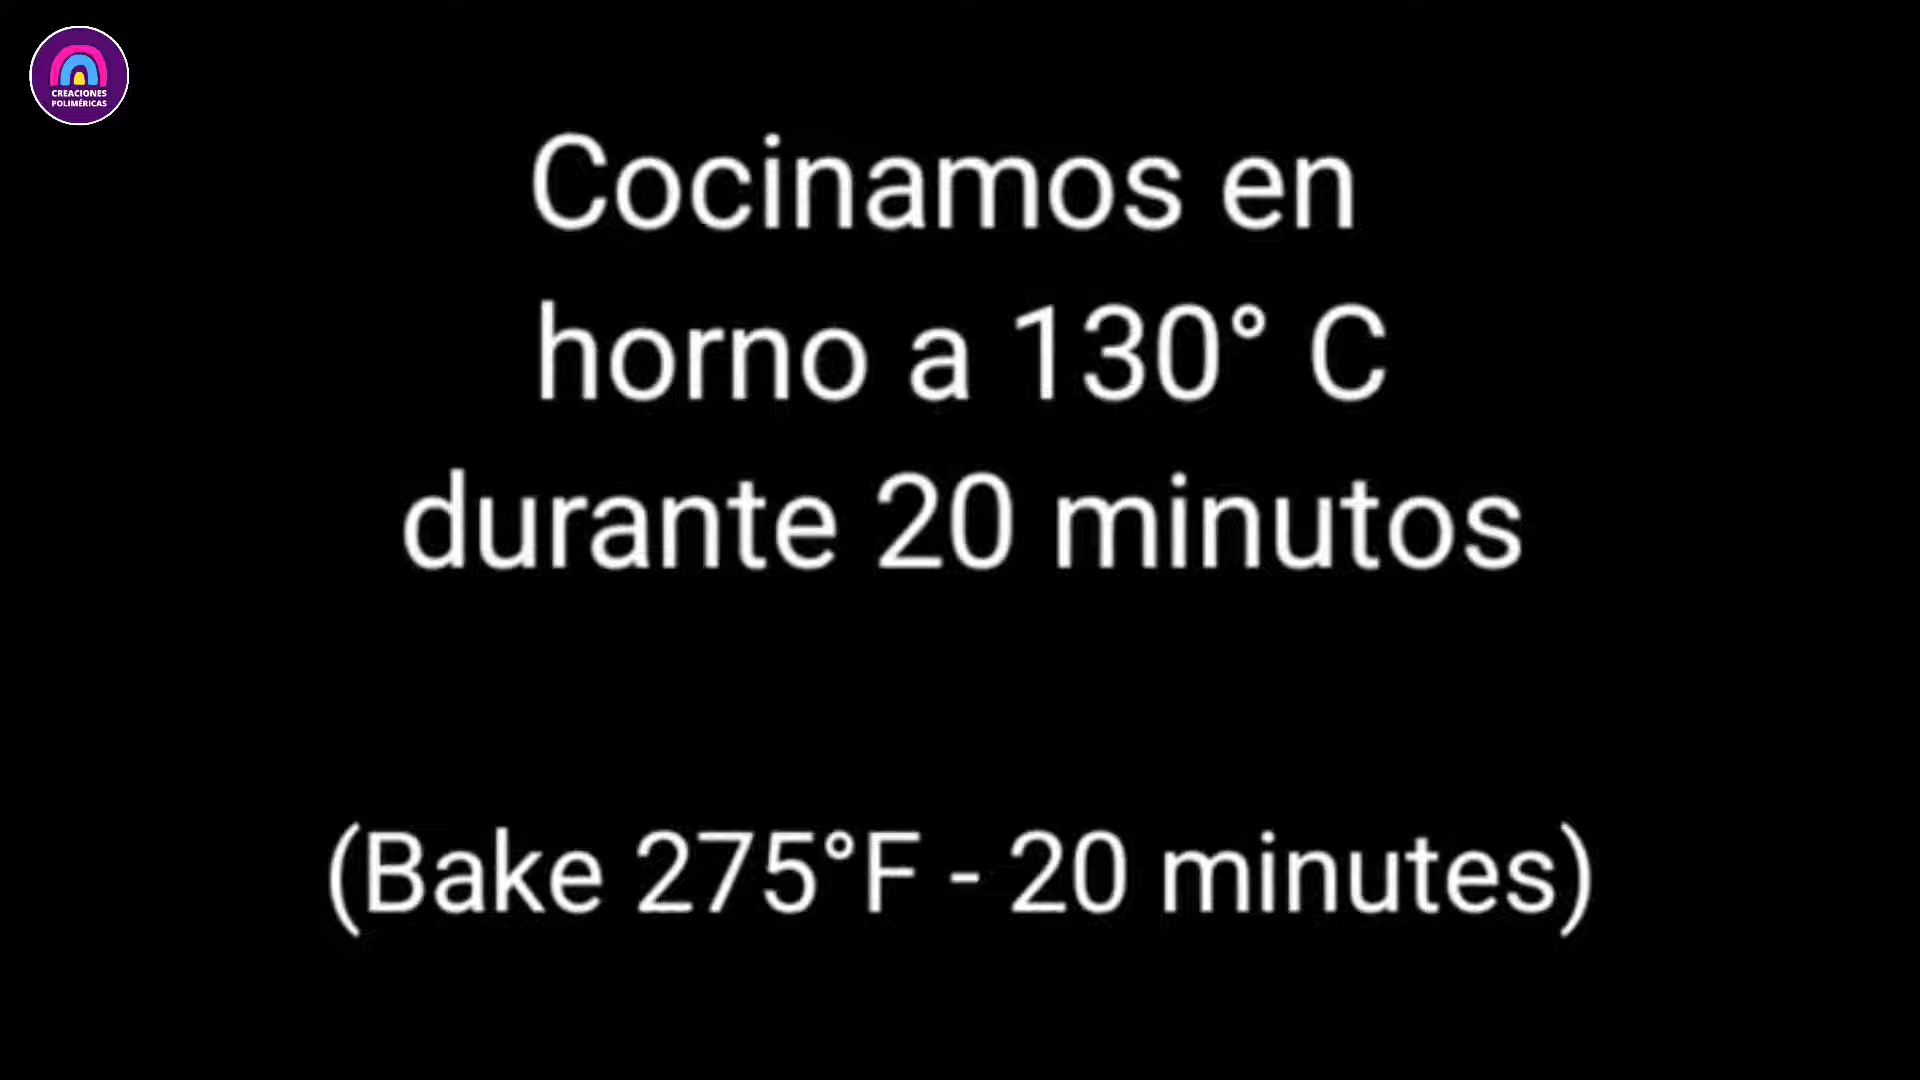 CREACIONES
POLIMÉRICAS
Cocinamos en
horno a 130° C
durante 20 minutos
(Bake 275°F - 20 minutes)